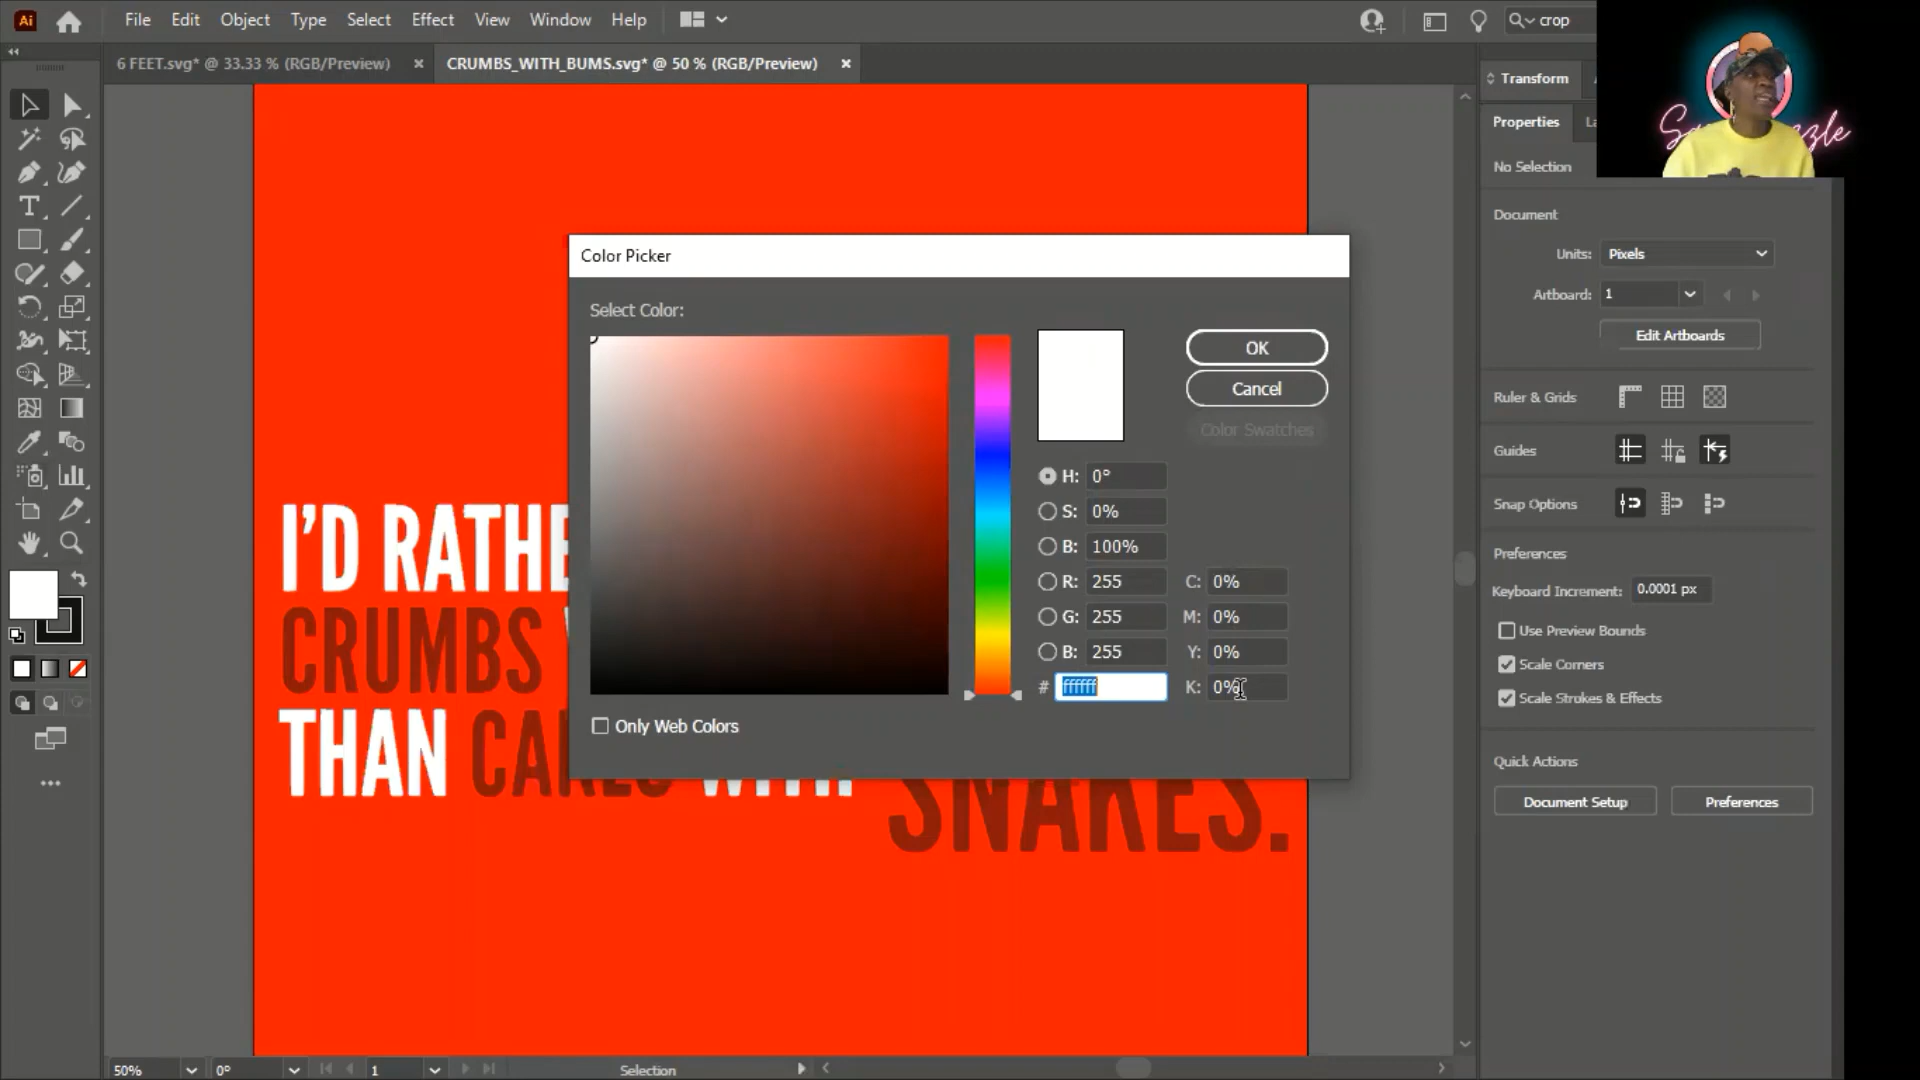 Ai File Edit Object Type Select Effect View Window Help crop
6 FEET.svg* @ 33.33 % (RGB/Preview) × CRUMBS_WITH_BUMS.svg* @ 50 % (RGB/Preview) ×
Transform
Properties
No Selection
Document
Units: Pixels
Artboard: 1
Edit Artboards
Ruler & Grids
Guides
Snap Options
Preferences
Keyboard Increment: 0.0001 px
Use Preview Bounds
Scale Corners
Scale Strokes & Effects
Quick Actions
Document Setup Preferences
Color Picker
Select Color:
OK
Cancel
Color Swatches
H: 0°
S: 0%
B: 100%
R: 255 C: 0%
G: 255 M: 0%
B: 255 Y: 0%
# ffffff K: 0%
Only Web Colors
I'D
CRUMBS
THAN
SNAKES.
50% 0° 1 Selection